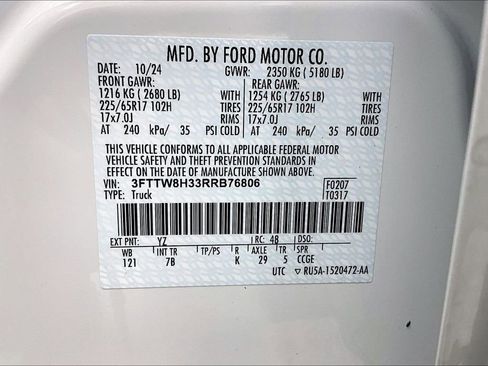 MFD. BY FORD MOTOR CO.
DATE: 10/24 GVWR: 2350 KG ( 5180 LB)
FRONT GAWR: REAR GAWR:
1216 KG ( 2680 LB) WITH 1254 KG ( 2765 LB) WITH
225/65R17 102H TIRES 225/65R17 102H TIRES
17x7.0J RIMS 17x7.0J RIMS
AT 240 kPa/ 35 PSI COLD AT 240 kPa/ 35 PSI COLD
THIS VEHICLE CONFORMS TO ALL APPLICABLE FEDERAL MOTOR
VEHICLE SAFETY AND THEFT PREVENTION STANDARDS IN
EFFECT ON THE DATE OF MANUFACTURE SHOWN ABOVE.
VIN: 3FTTW8H33RRB76806 F0207
TYPE: Truck T0317
EXT PNT: YZ RC: 48 DSO:
WB INT TR TP/PS R AXLE TR SPR
121 7B K 29 5 CCGE
UTC ▽ RU5A-1520472-AA